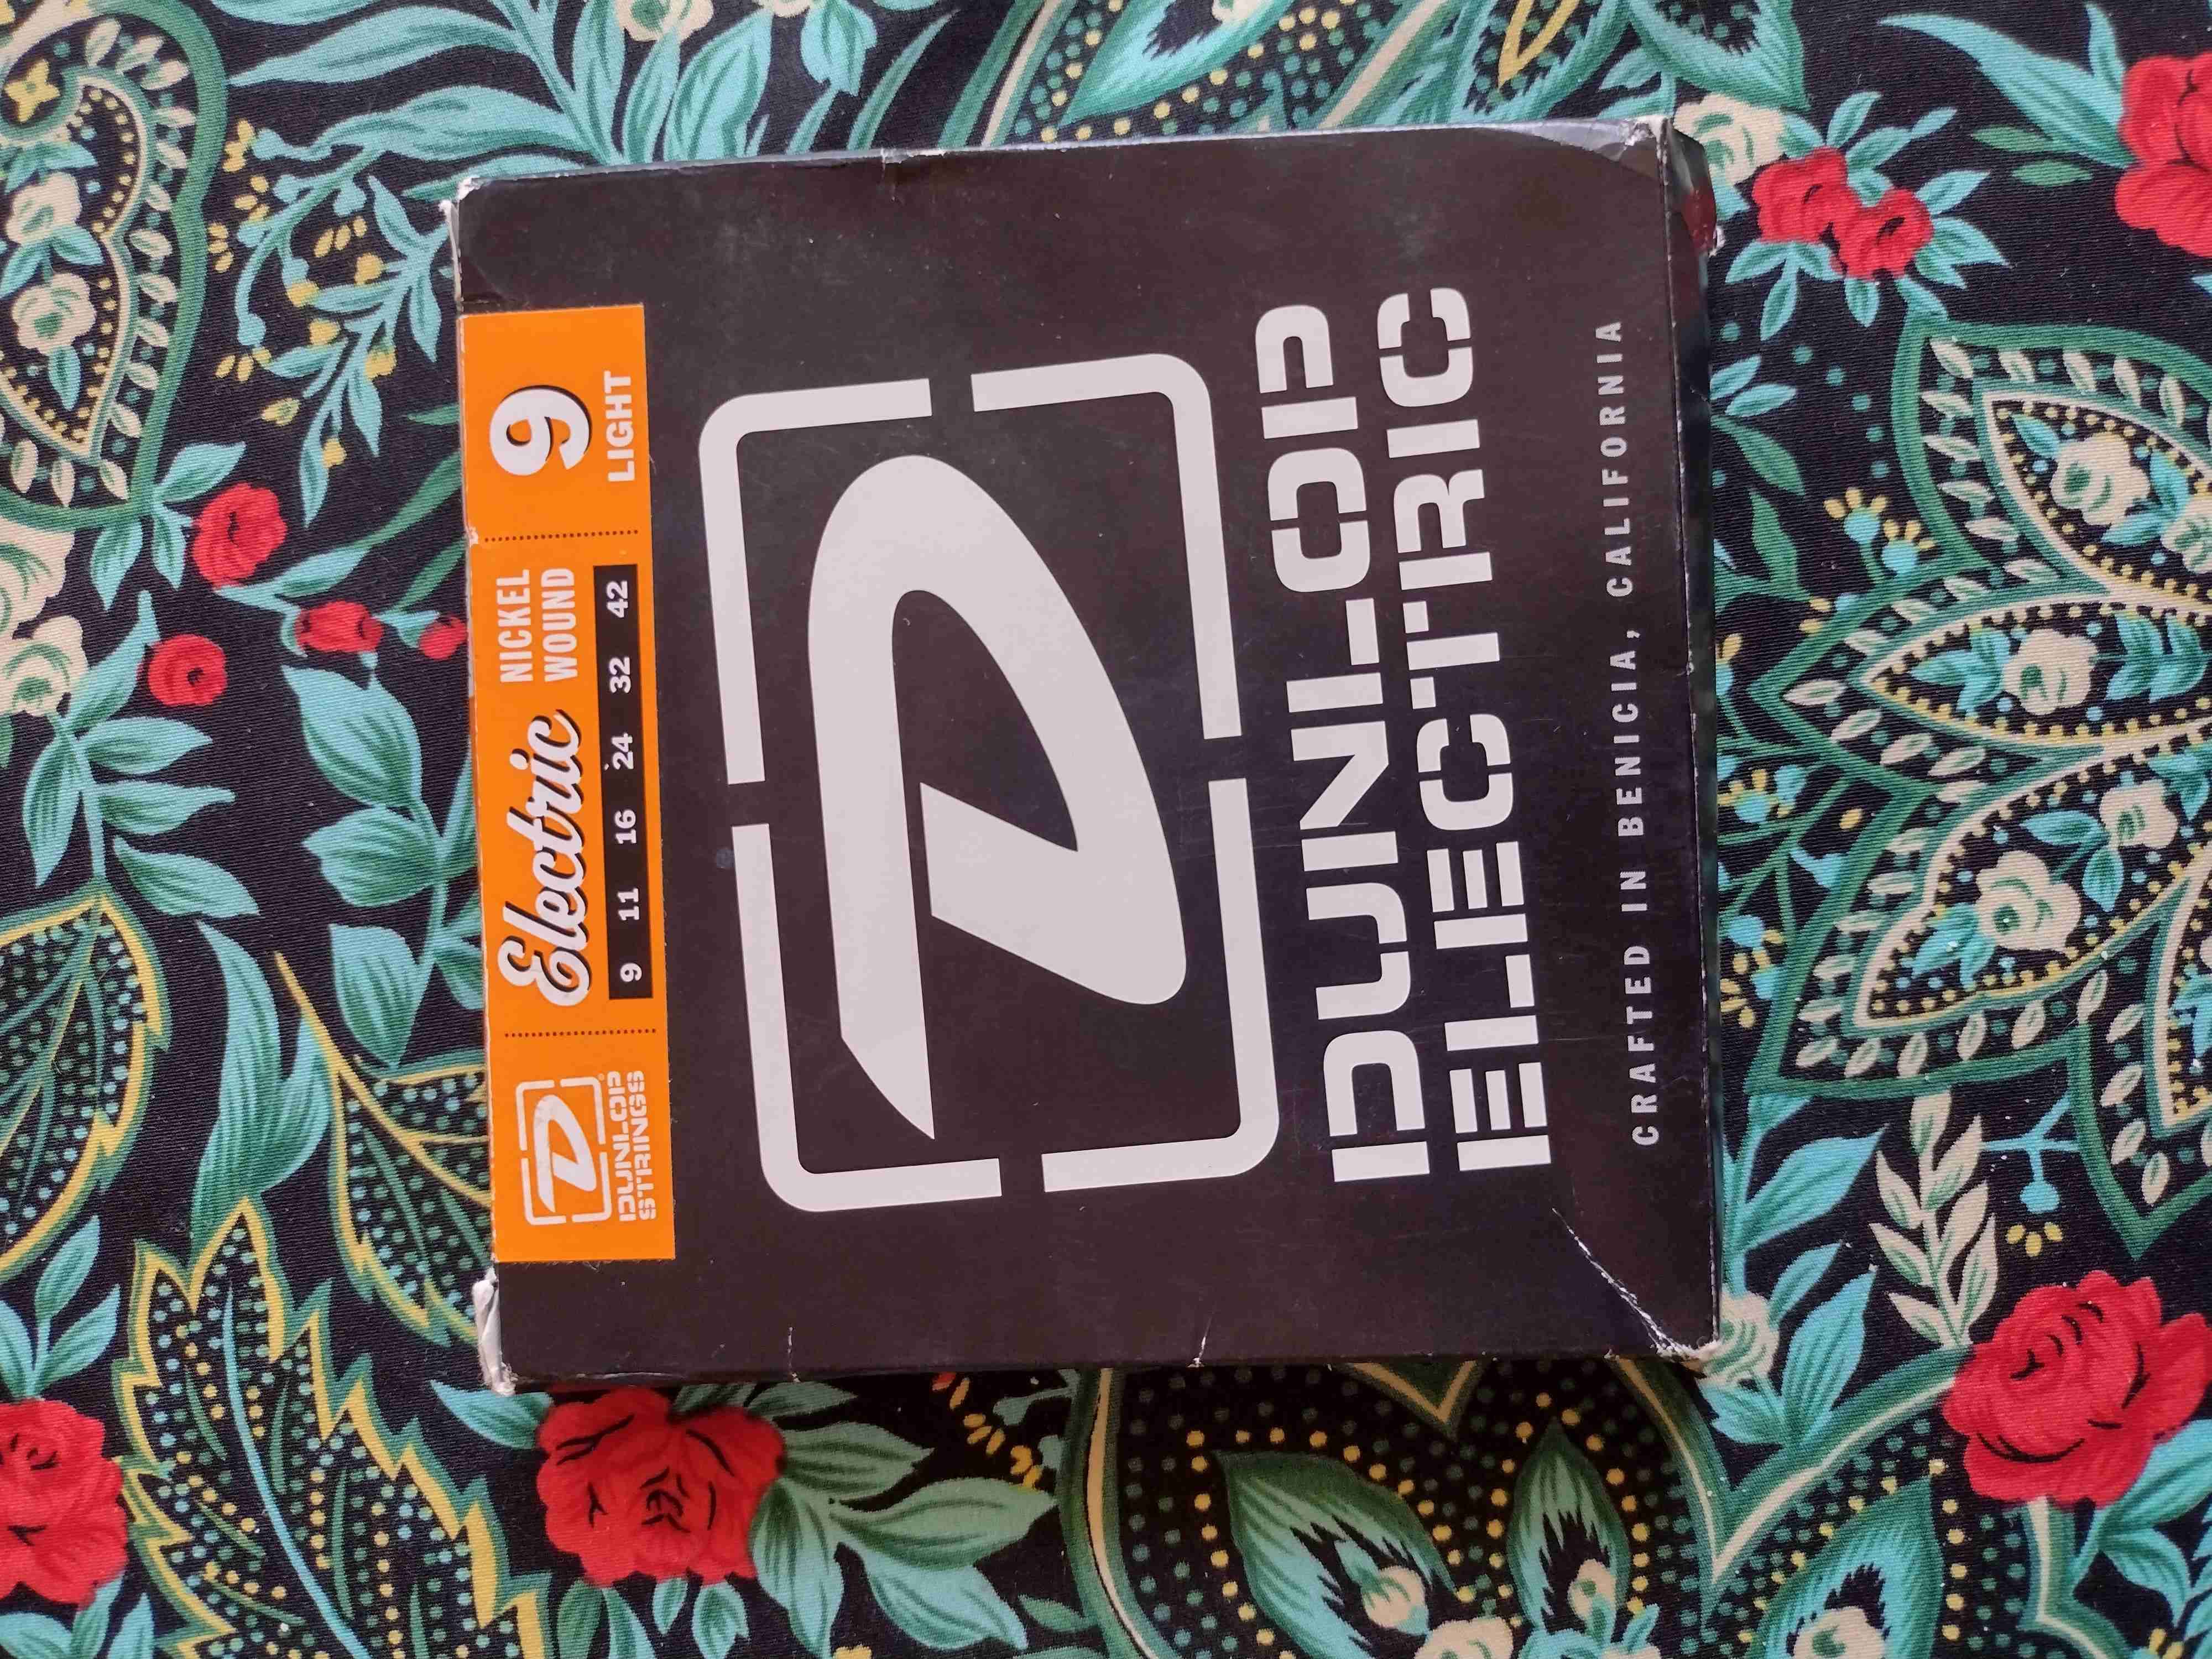 DUNLOP
STRINGS
Electric
NICKEL
WOUND
9 11 16 24 32 42
9
LIGHT
DUNLOP
ELECTRIC
CRAFTED IN BENICIA, CALIFORNIA